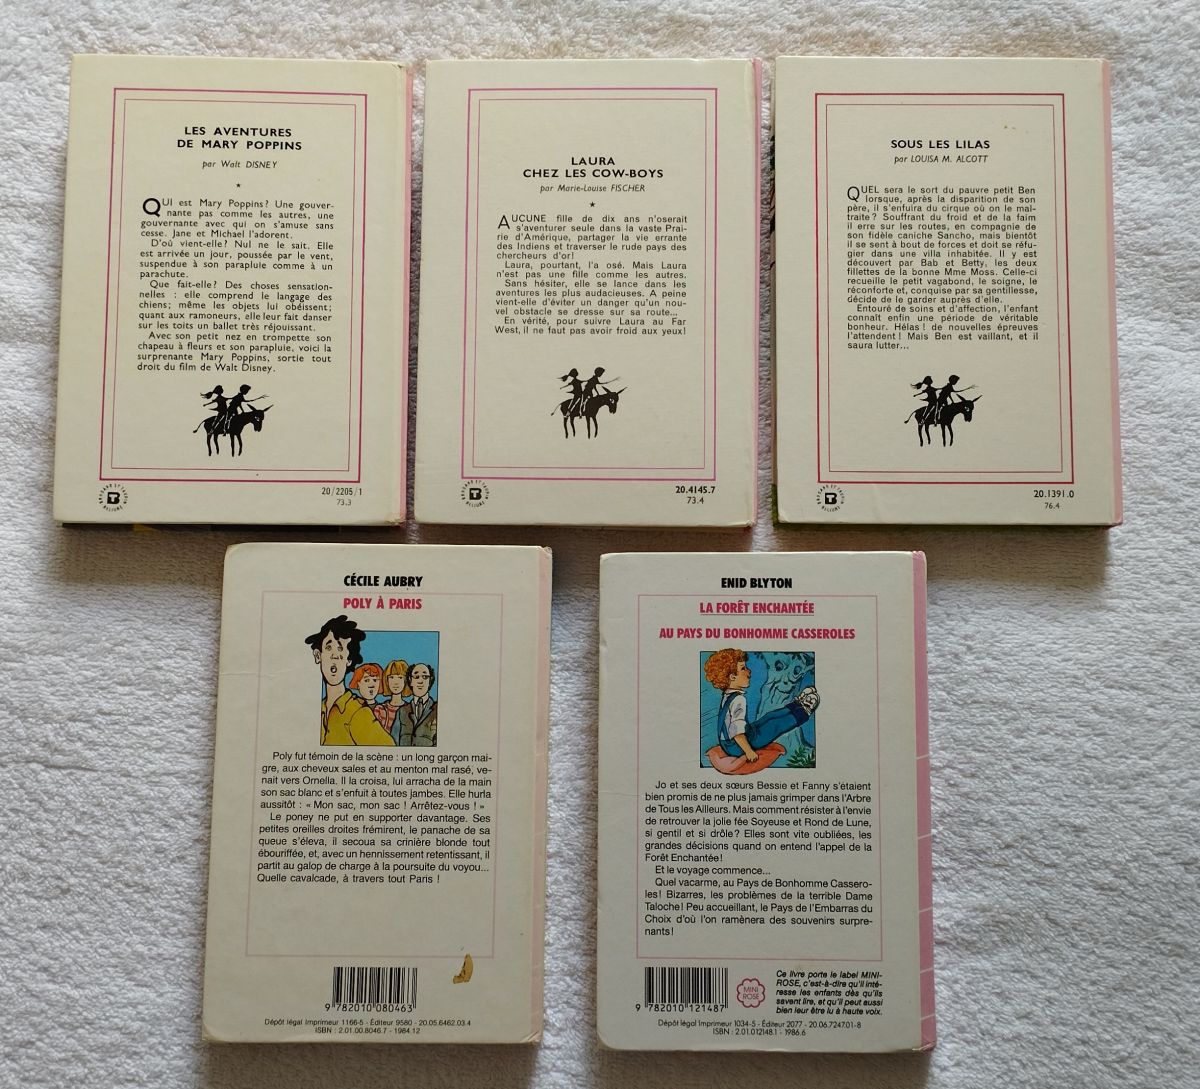 LES AVENTURES
DE MARY POPPINS
par Walt DISNEY
QUI est Mary Poppins? Une gouver-
nante pas comme les autres, une
gouvernante avec qui on s'amuse sans
cesse. Jane et Michael l'adorent.
D'où vient-elle? Nul ne le sait. Elle
est arrivée un jour, poussée par le vent,
suspendue à son parapluie comme à un
parachute.
Que fait-elle? Des choses sensation-
nelles : elle comprend le langage des
chiens; même les objets lui obéissent;
quant aux ramoneurs, elle leur fait danser
sur les toits un ballet très réjouissant.
Avec son petit nez en trompette son
chapeau à fleurs et son parapluie, voici la
surprenante Mary Poppins, sortie tout
droit du film de Walt Disney.
20/2205/1
73.3
LAURA
CHEZ LES COW-BOYS
par Marie-Louise FISCHER
AUCUNE fille de dix ans n'oserait
s'aventurer seule dans la vaste Prai-
rie d'Amérique, partager la vie errante
des Indiens et traverser le rude pays des
chercheurs d'or!
Laura, pourtant, l'a osé. Mais Laura
n'est pas une fille comme les autres.
Sans hésiter, elle se lance dans les
aventures les plus audacieuses. A peine
vient-elle d'éviter un danger qu'un nou-
vel obstacle se dresse sur sa route...
En vérité, pour suivre Laura au Far
West, il ne faut pas avoir froid aux yeux!
20.4145.7
73.4
SOUS LES LILAS
par LOUISA M. ALCOTT
QUEL sera le sort du pauvre petit Ben
lorsque, après la disparition de son
père, il s'enfuira du cirque où on le mal-
traite? Souffrant du froid et de la faim
il erre sur les routes, en compagnie de
son fidèle caniche Sancho, mais bientôt
il se sent à bout de forces et doit se réfu-
gier dans une villa inhabitée. Il y est
découvert par Bab et Betty, les deux
fillettes de la bonne Mme Moss. Celle-ci
recueille le petit vagabond, le soigne, le
réconforte et, conquise par sa gentillesse,
décide de le garder auprès d'elle.
Entouré de soins et d'affection, l'enfant
connaît enfin une période de véritable
bonheur. Hélas! de nouvelles épreuves
l'attendent! Mais Ben est vaillant, et il
saura lutter...
20.1391.0
76.4
CÉCILE AUBRY
POLY À PARIS
Poly fut témoin de la scène : un long garçon mai-
gre, aux cheveux sales et au menton mal rasé, ve-
nait vers Ornella. Il la croisa, lui arracha de la main
son sac blanc et s'enfuit à toutes jambes. Elle hurla
aussitôt : « Mon sac, mon sac ! Arrêtez-vous ! »
Le poney ne put en supporter davantage. Ses
petites oreilles droites frémirent, le panache de sa
queue s'éleva, il secoua sa crinière blonde tout
ébouriffée, et, avec un hennissement retentissant, il
partit au galop de charge à la poursuite du voyou...
Quelle cavalcade, à travers tout Paris !
9 782010 080463
Dépôt légal Imprimeur 1166-5 - Éditeur 9580 - 20.05.6462.03.4
ISBN : 2.01.00.8046.7 - 1984.12
ENID BLYTON
LA FORÊT ENCHANTÉE
AU PAYS DU BONHOMME CASSEROLES
Jo et ses deux sœurs Bessie et Fanny s'étaient
bien promis de ne plus jamais grimper dans l'Arbre
de Tous les Ailleurs. Mais comment résister à l'envie
de retrouver la jolie fée Soyeuse et Rond de Lune,
si gentil et si drôle? Elles sont vite oubliées, les
grandes décisions quand on entend l'appel de la
Forêt Enchantée!
Et le voyage commence...
Quel vacarme, au Pays de Bonhomme Cassero-
les! Bizarres, les problèmes de la terrible Dame
Taloche! Peu accueillant, le Pays de l'Embarras du
Choix d'où l'on ramènera des souvenirs surpre-
nants!
9 782010 121487
MINI
ROSE
Ce livre porte le label MINI-
ROSE, c'est-à-dire qu'il inté-
resse les enfants dès qu'ils
savent lire, et qu'il peut aussi
bien leur être lu à haute voix.
Dépôt légal Imprimeur 1034-5 - Éditeur 2077 - 20.06.7247.01-8
ISBN : 2.01.012148.1 - 1986.6